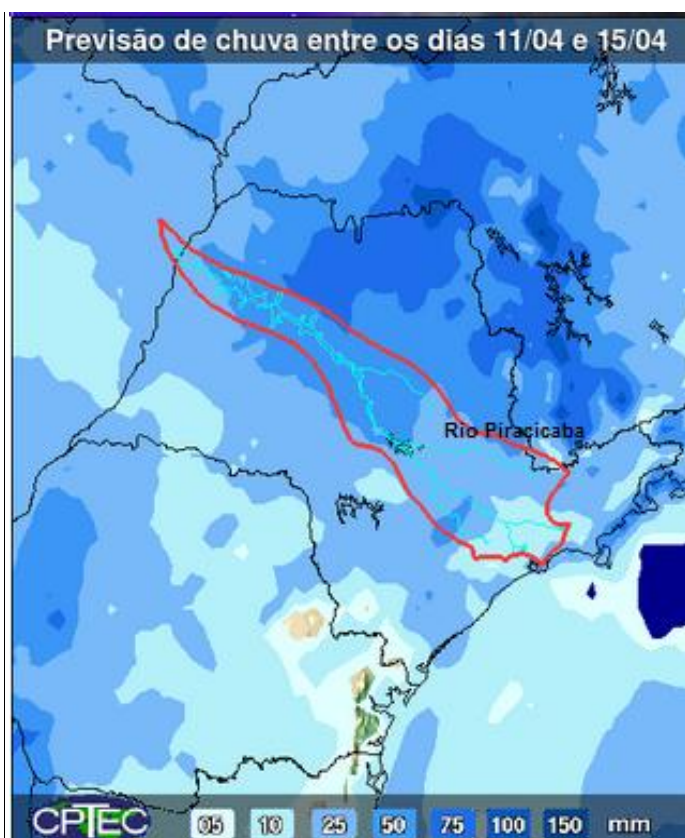 Previsão de chuva entre os dias 11/04 e 15/04
Rio Piracicaba
CPTEC 05 10 25 50 75 100 150 mm